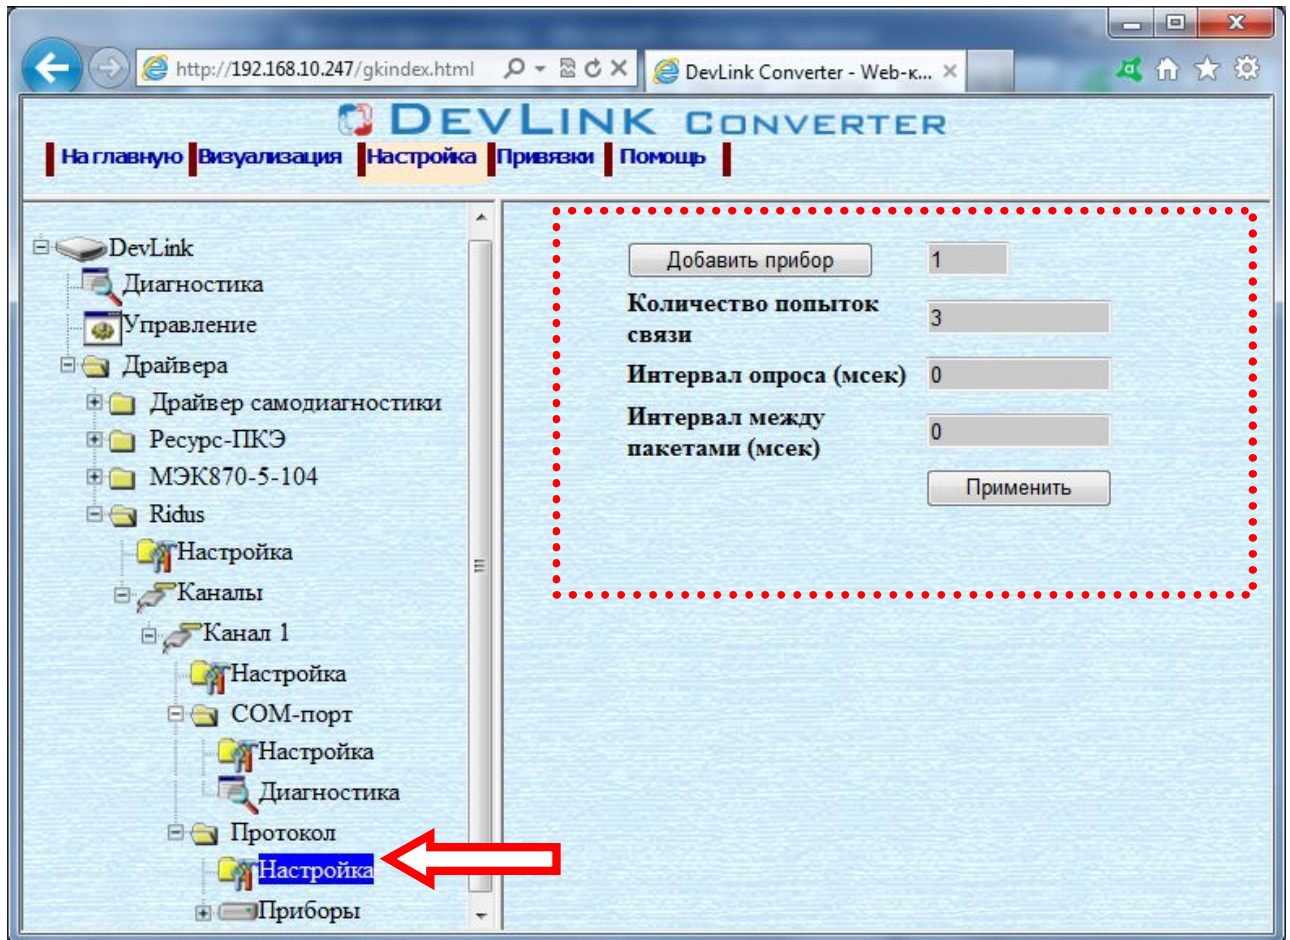 http://192.168.10.247/gkindex.html
DevLink Converter - Web-к...
DevLink Converter
На главную Визуализация Настройка Привязки Помощь
DevLink
Диагностика
Управление
Драйвера
Драйвер самодиагностики
Ресурс-ПКЭ
МЭК870-5-104
Ridus
Настройка
Каналы
Канал 1
Настройка
COM-порт
Настройка
Диагностика
Протокол
Настройка
Приборы
Добавить прибор 1
Количество попыток
связи 3
Интервал опроса (мсек) 0
Интервал между
пакетами (мсек) 0
Применить